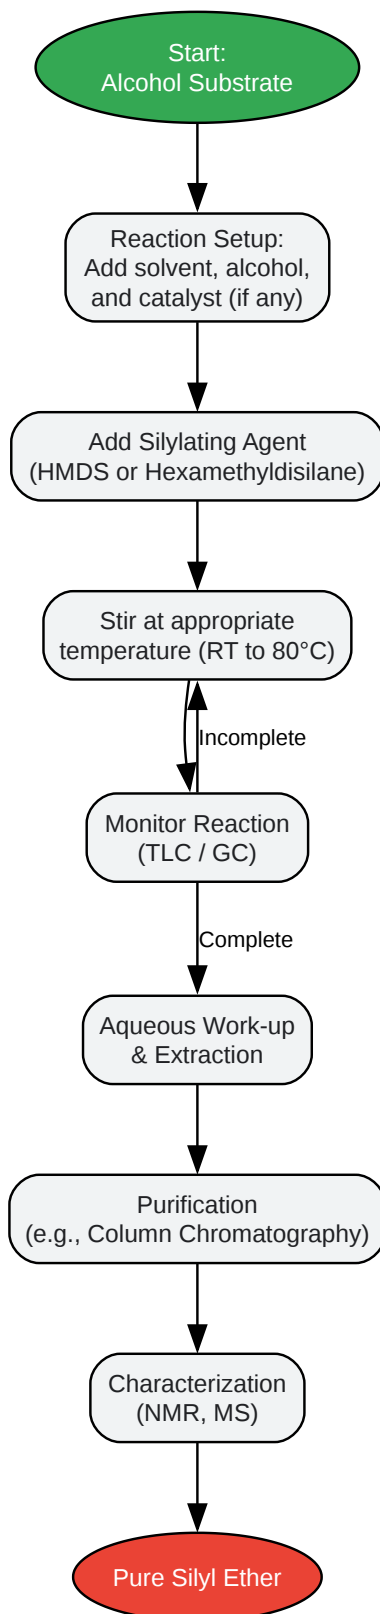 Start:
Alcohol Substrate
Reaction Setup:
Add solvent, alcohol,
and catalyst (if any)
Add Silylating Agent
(HMDS or Hexamethyldisilane)
Stir at appropriate
temperature (RT to 80°C)
Incomplete
Monitor Reaction
(TLC / GC)
Complete
Aqueous Work-up
& Extraction
Purification
(e.g., Column Chromatography)
Characterization
(NMR, MS)
Pure Silyl Ether